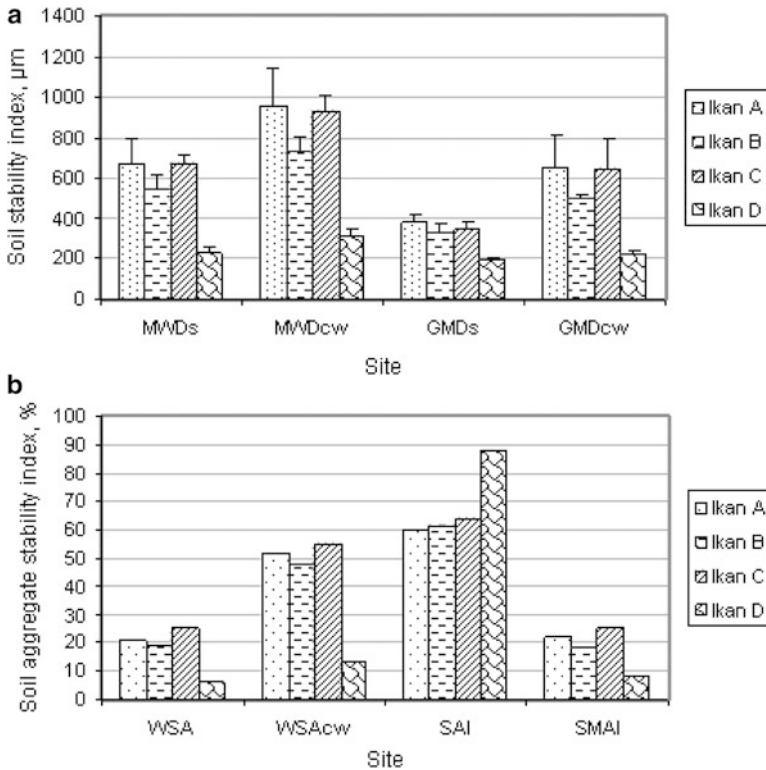 a
Soil stability index, µm
1400
1200
1000
800
600
400
200
0
MWDs MWDcw GMDs GMDcw
Site
Ikan A
Ikan B
Ikan C
Ikan D
b
Soil aggregate stability index, %
100
90
80
70
60
50
40
30
20
10
0
WSA WSAcw SAI SMAI
Site
Ikan A
Ikan B
Ikan C
Ikan D